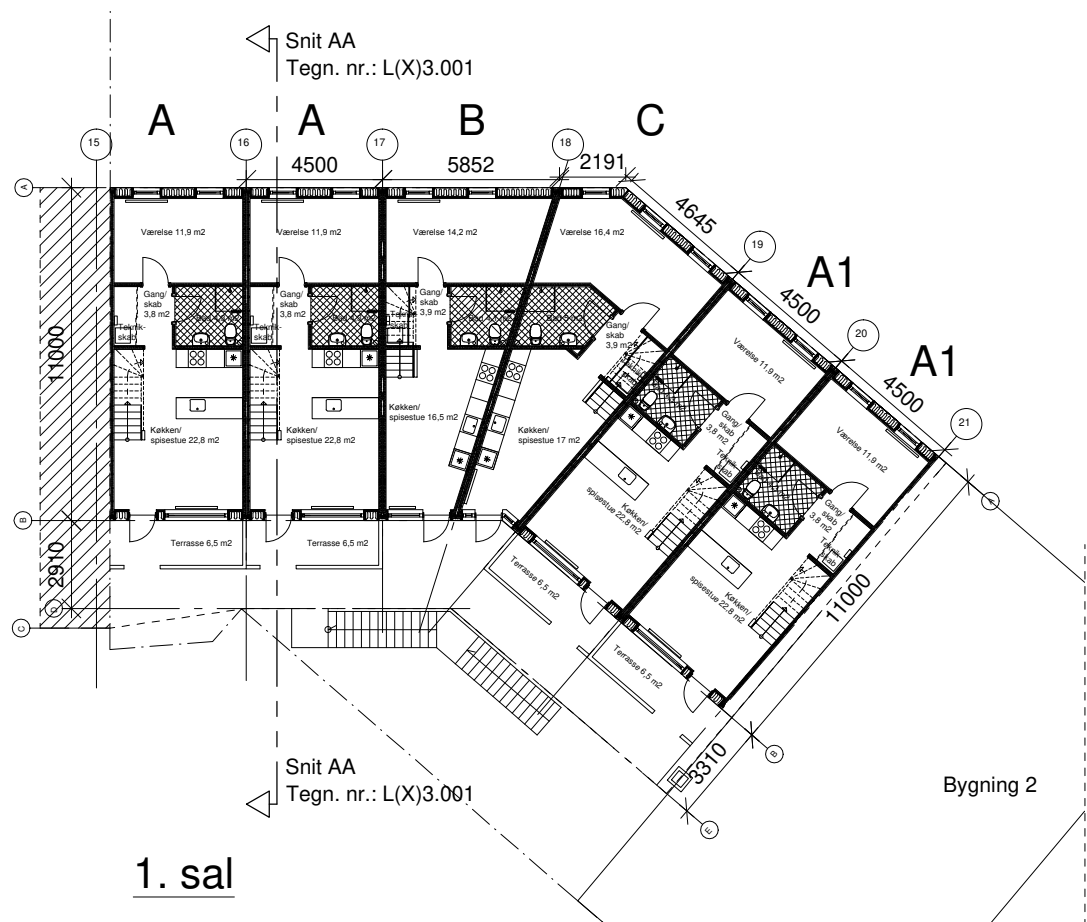 Snit AA
Tegn. nr.: L(X)3.001
A
A
B
C
15
16
17
18
4500
5852
2191
A
4645
19
A1
4500
20
A1
4500
21
Værelse 11,9 m2
Værelse 11,9 m2
Værelse 14,2 m2
Værelse 16,4 m2
Værelse 11,9 m2
Værelse 11,9 m2
Gang/
skab
3,8 m2
Gang/
skab
3,8 m2
Gang/
skab
3,9 m2
Gang/
skab
3,9 m2
Gang/
skab
3,8 m2
Gang/
skab
3,8 m2
Teknik-
skab
Teknik-
skab
Teknik-
skab
Teknik-
skab
11000
Køkken/
spisestue 22,8 m2
Køkken/
spisestue 22,8 m2
Køkken/
spisestue 16,5 m2
Køkken/
spisestue 17 m2
Køkken/
spisestue 22,8 m2
Køkken/
spisestue 22,8 m2
A
B
Terrasse 6,5 m2
Terrasse 6,5 m2
Terrasse 6,5 m2
Terrasse 6,5 m2
2910
D
C
11000
B
3310
E
Snit AA
Tegn. nr.: L(X)3.001
Bygning 2
1. sal